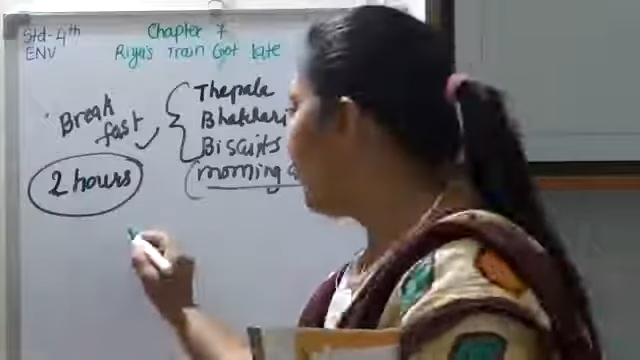 Std-4th
ENV
Chapter 7
Riya's Train Got late
Break
fast
Thepala
Bhakhari
Biscuits
morning
2 hours